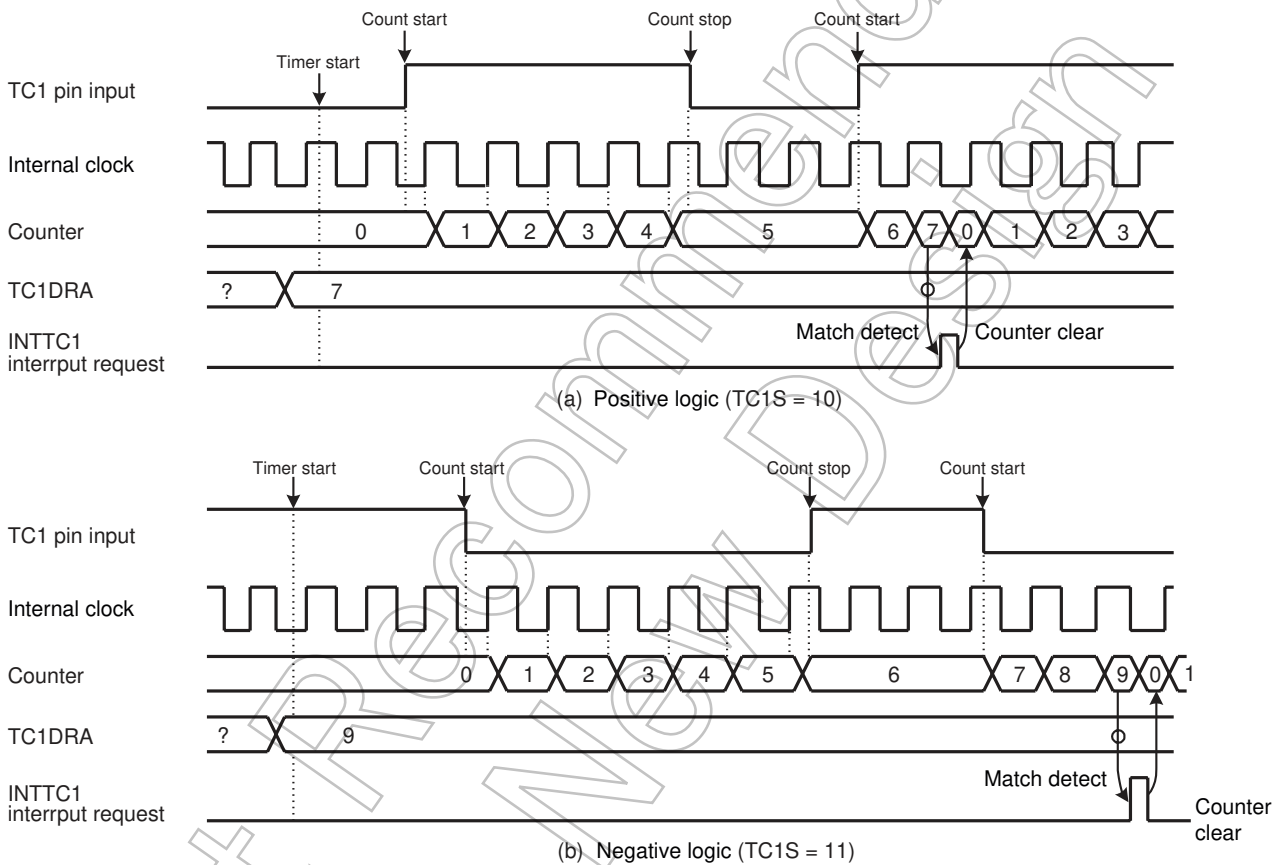 Count start Count stop Count start
Timer start
TC1 pin input
Internal clock
Counter 0 1 2 3 4 5 6 7 0 1 2 3
TC1DRA ? 7
Match detect Counter clear
INTTC1
interrput request
(a) Positive logic (TC1S = 10)
Timer start Count start Count stop Count start
TC1 pin input
Internal clock
Counter 0 1 2 3 4 5 6 7 8 9 0 1
TC1DRA ? 9
Match detect
INTTC1
interrput request
Counter
clear
(b) Negative logic (TC1S = 11)
Recommend
New Design